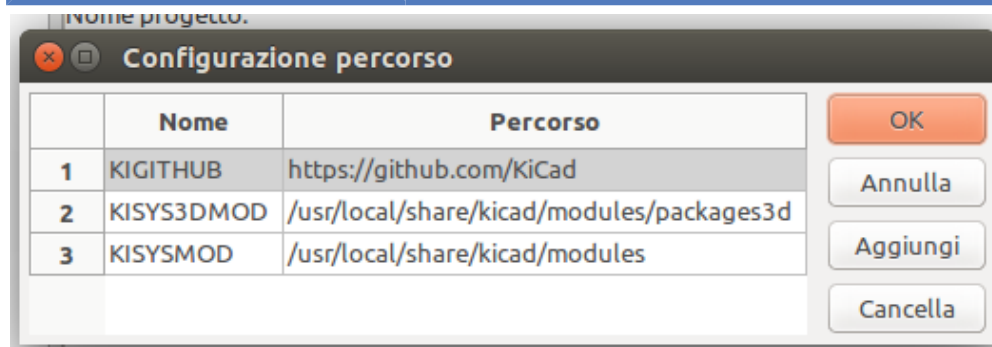 Nome progetto:
Configurazione percorso
Nome Percorso OK
1 KIGITHUB https://github.com/KiCad
Annulla
2 KISYS3DMOD /usr/local/share/kicad/modules/packages3d
3 KISYSMOD /usr/local/share/kicad/modules
Aggiungi
Cancella